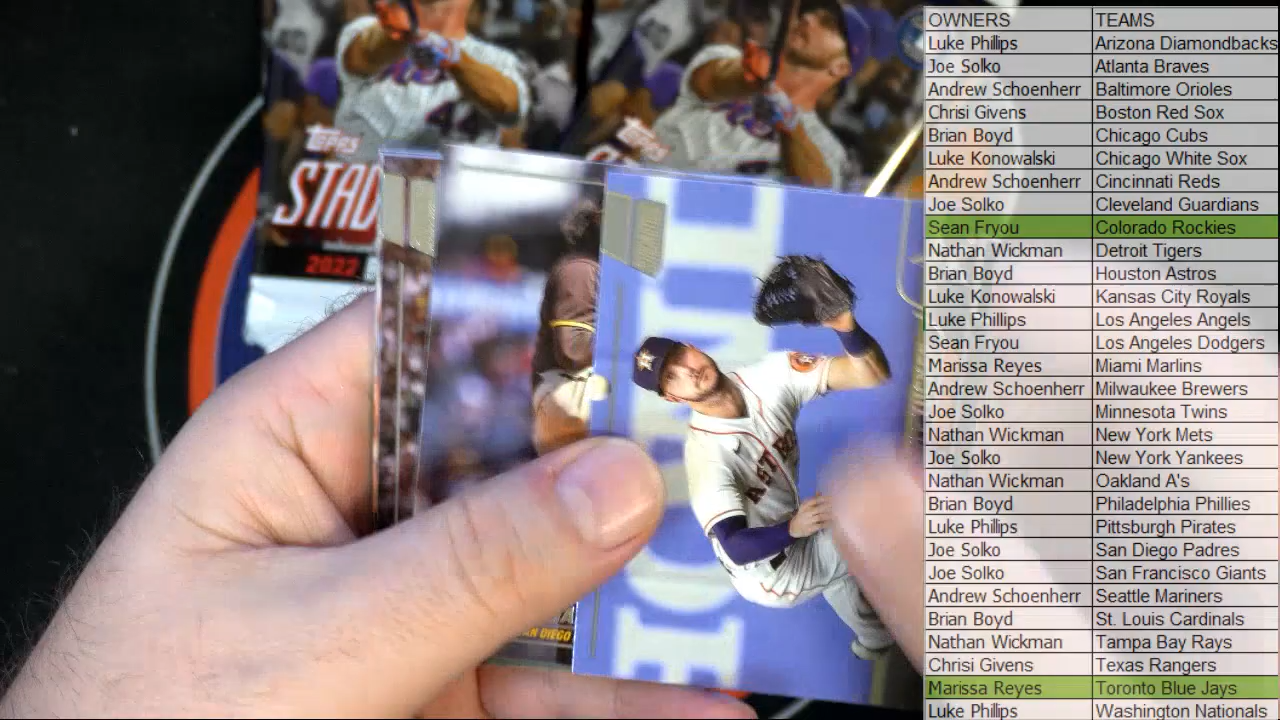 OWNERS TEAMS
Luke Phillips Arizona Diamondbacks
Joe Solko Atlanta Braves
Andrew Schoenherr Baltimore Orioles
Chrisi Givens Boston Red Sox
Brian Boyd Chicago Cubs
Luke Konowalski Chicago White Sox
Andrew Schoenherr Cincinnati Reds
Joe Solko Cleveland Guardians
Sean Fryou Colorado Rockies
Nathan Wickman Detroit Tigers
Brian Boyd Houston Astros
Luke Konowalski Kansas City Royals
Luke Phillips Los Angeles Angels
Sean Fryou Los Angeles Dodgers
Marissa Reyes Miami Marlins
Andrew Schoenherr Milwaukee Brewers
Joe Solko Minnesota Twins
Nathan Wickman New York Mets
Joe Solko New York Yankees
Nathan Wickman Oakland A's
Brian Boyd Philadelphia Phillies
Luke Phillips Pittsburgh Pirates
Joe Solko San Diego Padres
Joe Solko San Francisco Giants
Andrew Schoenherr Seattle Mariners
Brian Boyd St. Louis Cardinals
Nathan Wickman Tampa Bay Rays
Chrisi Givens Texas Rangers
Marissa Reyes Toronto Blue Jays
Luke Phillips Washington Nationals
TOPPS
STAD
2022
44
DIEGO